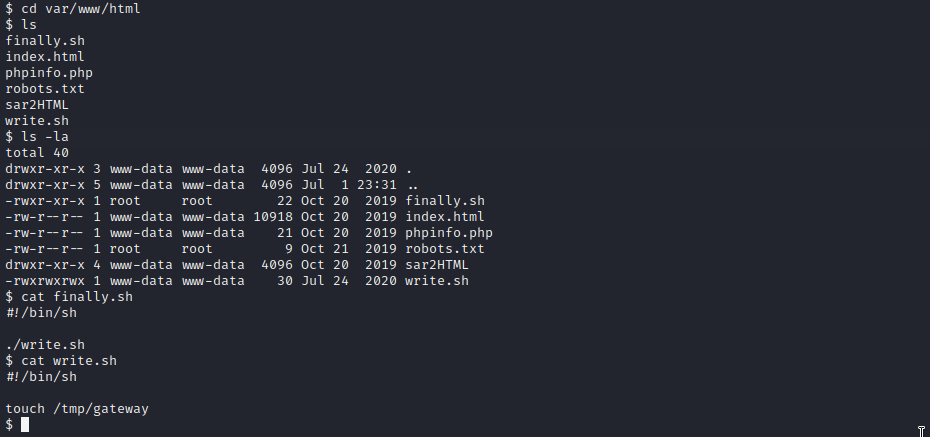 $ cd var/www/html
$ ls
finally.sh
index.html
phpinfo.php
robots.txt
sar2HTML
write.sh
$ ls -la
total 40
drwxr-xr-x 3 www-data www-data  4096 Jul 24  2020 .
drwxr-xr-x 5 www-data www-data  4096 Jul  1 23:31 ..
-rwxr-xr-x 1 root     root        22 Oct 20  2019 finally.sh
-rw-r--r-- 1 www-data www-data 10918 Oct 20  2019 index.html
-rw-r--r-- 1 www-data www-data    21 Oct 20  2019 phpinfo.php
-rw-r--r-- 1 root     root         9 Oct 21  2019 robots.txt
drwxr-xr-x 4 www-data www-data  4096 Oct 20  2019 sar2HTML
-rwxrwxrwx 1 www-data www-data    30 Jul 24  2020 write.sh
$ cat finally.sh
#!/bin/sh

./write.sh
$ cat write.sh
#!/bin/sh

touch /tmp/gateway
$